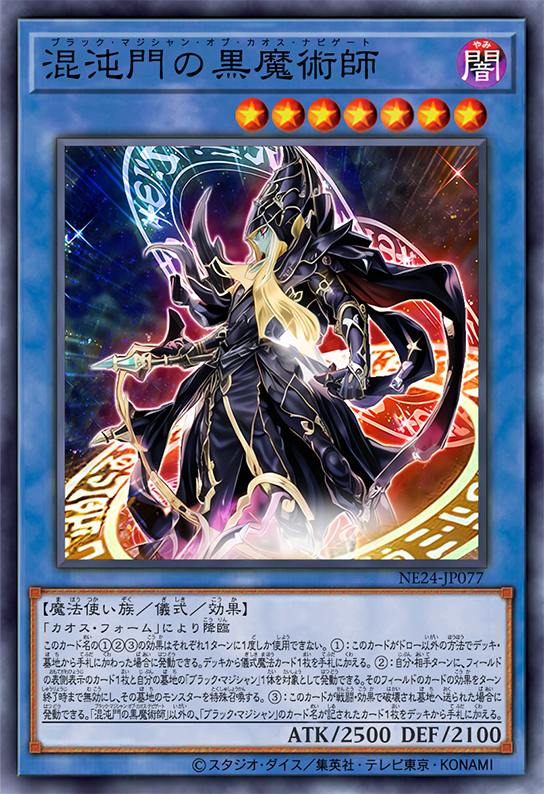 ブラック・マジシャン・オブ・カオス・ナビゲート
混沌門の黒魔術師
やみ
闇
NE24-JP077
【魔法使い族／儀式／効果】
「カオス・フォーム」により降臨
このカード名の①②③の効果はそれぞれ1ターンに1度しか使用できない。①：このカードがドロー以外の方法でデッキ・
墓地から手札に加わった場合に発動できる。デッキから儀式魔法カード1枚を手札に加える。②：自分・相手ターンに、フィールド
の表側表示のカード1枚と自分の墓地の「ブラック・マジシャン」1体を対象として発動できる。そのフィールドのカードの効果をターン
終了時まで無効にし、その墓地のモンスターを特殊召喚する。③：このカードが戦闘・効果で破壊され墓地へ送られた場合に
発動できる。「混沌門の黒魔術師」以外の、「ブラック・マジシャン」のカード名が記されたカード1枚をデッキから手札に加える。
ATK/2500 DEF/2100
©スタジオ・ダイス／集英社・テレビ東京・KONAMI